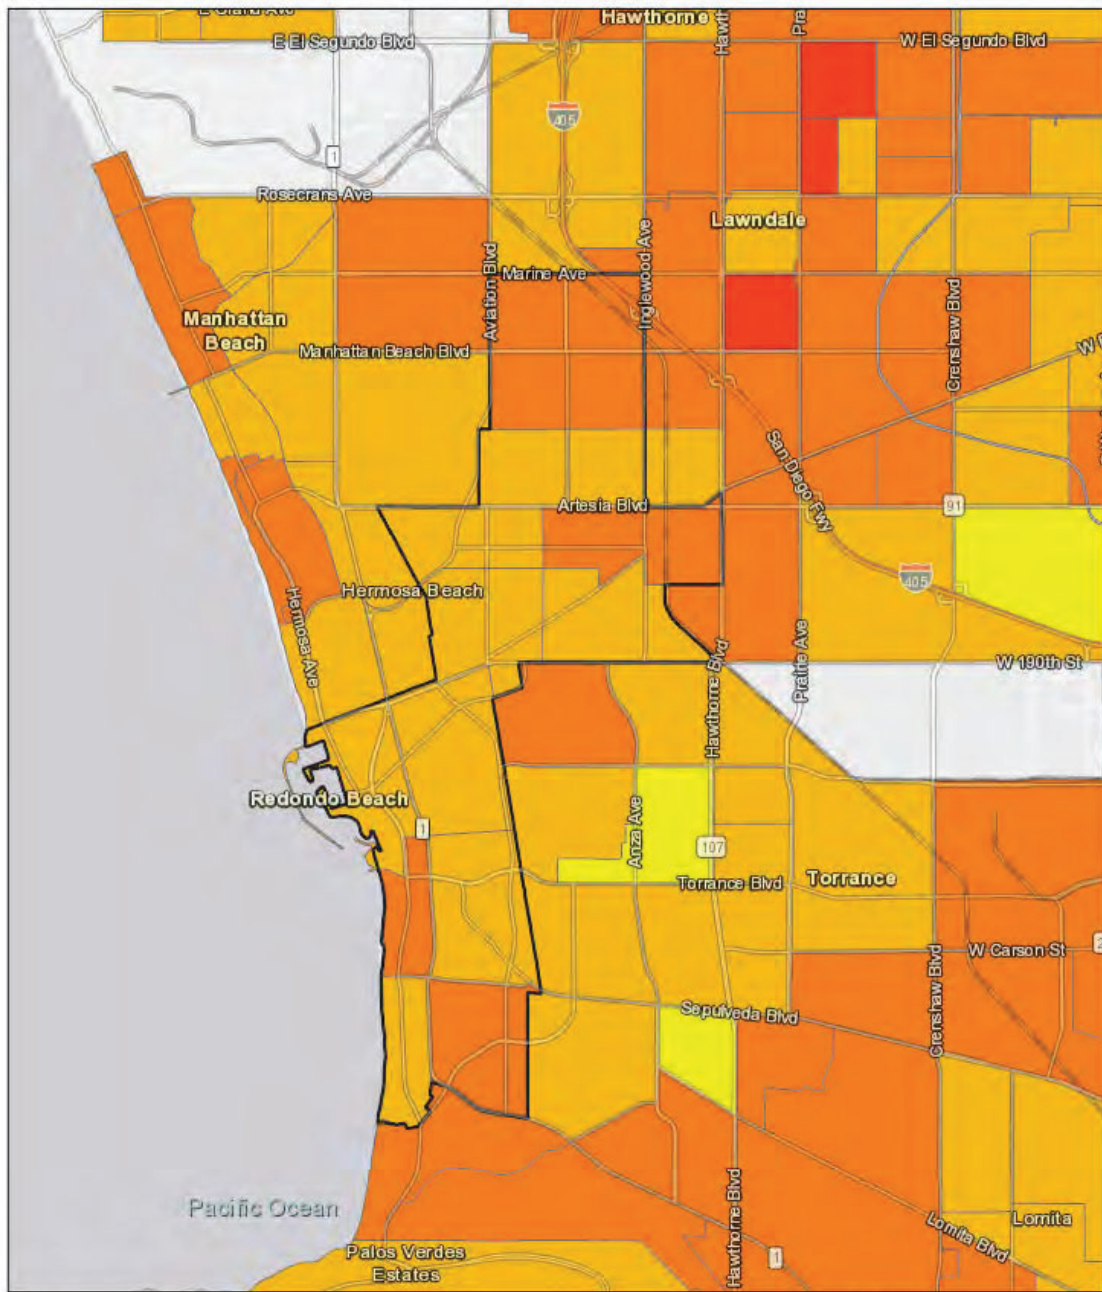 E Grand Ave
Hawthorne
E El Segundo Blvd
W El Segundo Blvd
405
1
Rosecrans Ave
Lawndale
Aviation Blvd
Marine Ave
Inglewood Ave
Crenshaw Blvd
Manhattan
Beach
Manhattan Beach Blvd
San Diego Fwy
Artesia Blvd
91
Hermosa Beach
405
Hermosa Ave
Hawthorne Blvd
Prairie Ave
W 190th St
Redondo Beach
1
Anza Ave
107
Torrance Blvd
Torrance
W Carson St
Crenshaw Blvd
Sepulveda Blvd
Pacific Ocean
Hawthorne Blvd
Lomita Blvd
Lomita
Palos Verdes
Estates
1